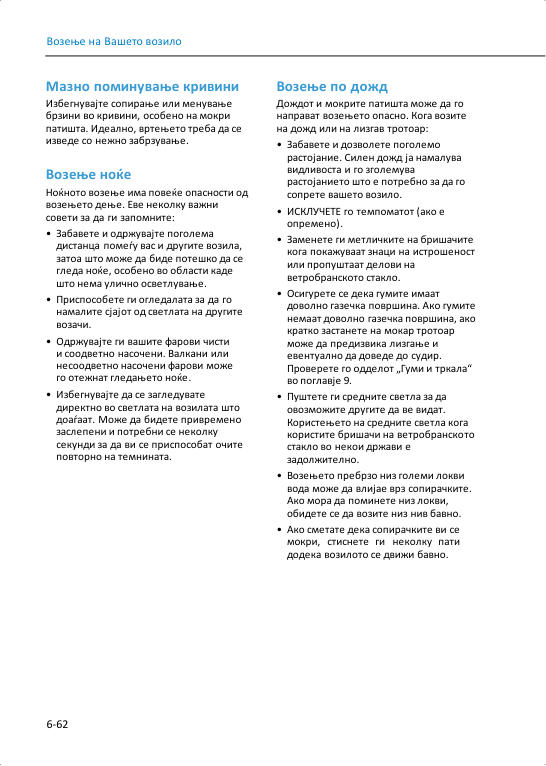 Возење на Вашето возило
Мазно поминување кривини
Избегнувајте сопирање или менување
брзини во кривини, особено на мокри
патишта. Идеално, вртењето треба да се
изведе со нежно забрзување.
Возење ноќе
Ноќното возење има повеќе опасности од
возењето дење. Еве неколку важни
совети за да ги запомните:
• Забавете и одржувајте поголема
дистанца помеѓу вас и другите возила,
затоа што може да биде потешко да се
гледа ноќе, особено во области каде
што нема улично осветлување.
• Приспособете ги огледалата за да го
намалите сјајот од светлата на другите
возачи.
• Одржувајте ги вашите фарови чисти
и соодветно насочени. Валкани или
несоодветно насочени фарови може
го отежнат гледањето ноќе.
• Избегнувајте да се загледувате
директно во светлата на возилата што
доаѓаат. Може да бидете привремено
заслепени и потребни се неколку
секунди за да ви се приспособат очите
повторно на темнината.
Возење по дожд
Дождот и мокрите патишта може да го
направат возењето опасно. Кога возите
на дожд или на лизгав тротоар:
• Забавете и дозволете поголемо
растојание. Силен дожд ја намалува
видливоста и го зголемува
растојанието што е потребно за да го
сопрете вашето возило.
• ИСКЛУЧЕТЕ го темпоматот (ако е
опремено).
• Заменете ги метличките на бришачите
кога покажуваат знаци на истрошеност
или пропуштаат делови на
ветробранското стакло.
• Осигурете се дека гумите имаат
доволно газечка површина. Ако гумите
немаат доволно газечка површина, ако
кратко застанете на мокар тротоар
може да предизвика лизгање и
евентуално да доведе до судир.
Проверете го одделот „Гуми и тркала“
во поглавје 9.
• Пуштете ги средните светла за да
овозможите другите да ве видат.
Користењето на средните светла кога
користите бришачи на ветробранското
стакло во некои држави е
задолжително.
• Возењето пребрзо низ големи локви
вода може да влијае врз сопирачките.
Ако мора да поминете низ локви,
обидете се да возите низ нив бавно.
• Ако сметате дека сопирачките ви се
мокри, стиснете ги неколку пати
додека возилото се движи бавно.
6-62